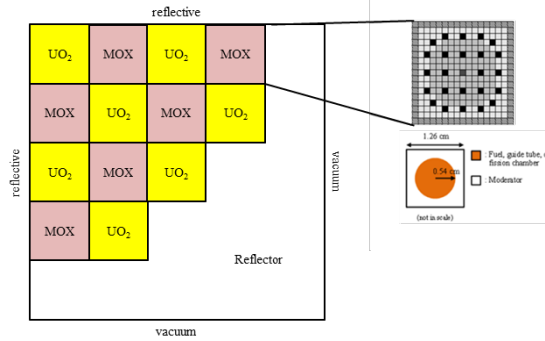 reflective
UO2 MOX UO2 MOX
MOX UO2 MOX UO2
UO2 MOX UO2
MOX UO2
reflective
vacuum
Reflector
vacuum
1.26 cm
0.54 cm
: Fuel, guide tube,
fission chamber
: Moderator
(not in scale)